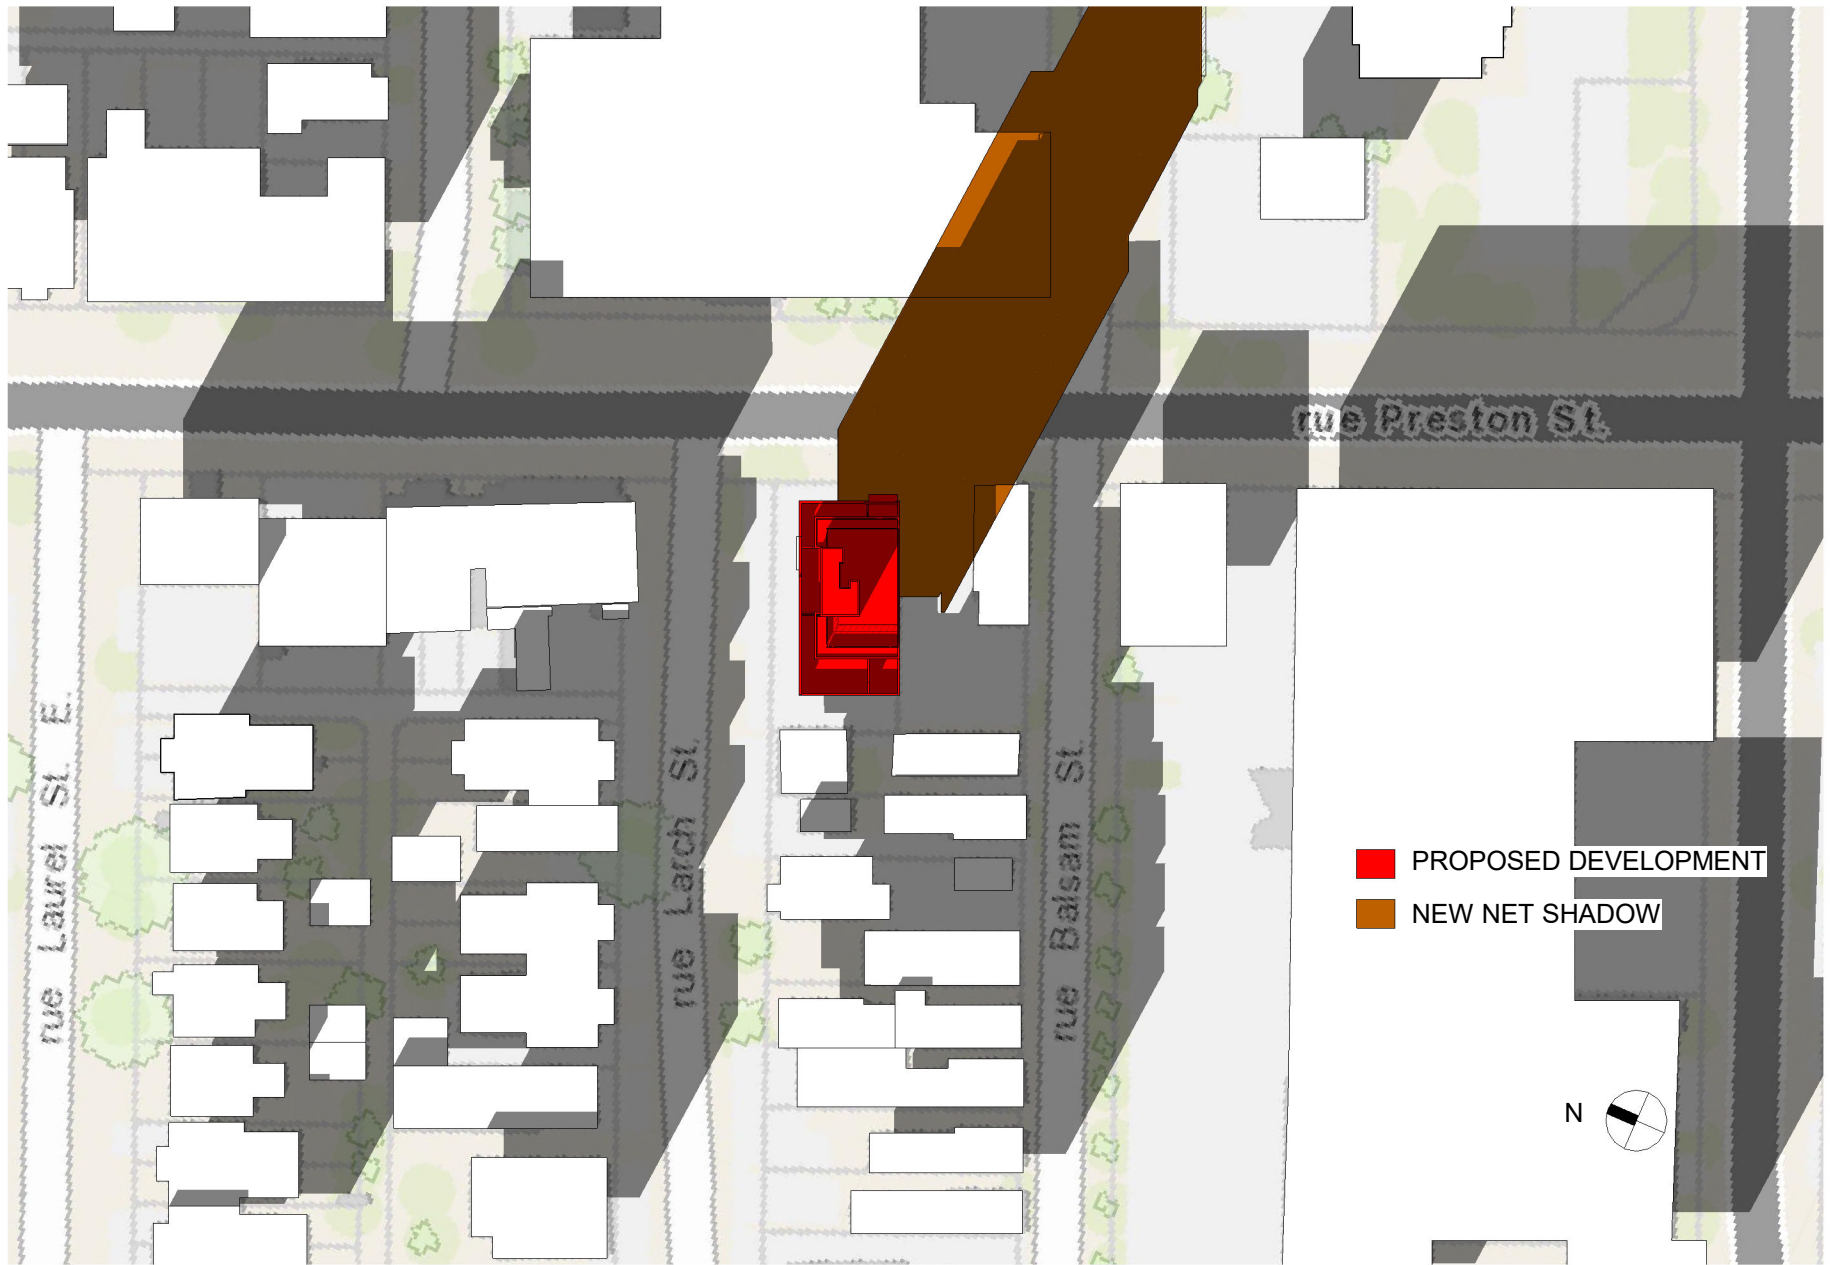 rue Preston St.
rue Laurel St. E.
rue Larch St.
rue Balsam St.
PROPOSED DEVELOPMENT
NEW NET SHADOW
N